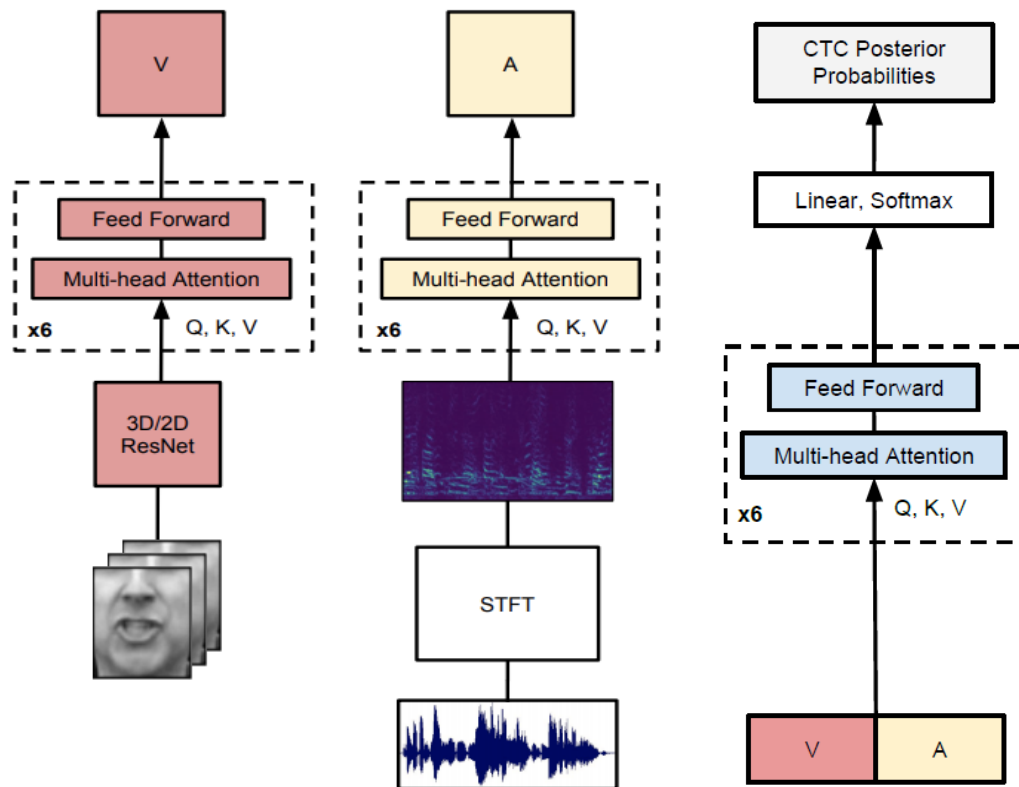 V
Feed Forward
Multi-head Attention
x6
Q, K, V
3D/2D
ResNet
A
Feed Forward
Multi-head Attention
x6
Q, K, V
STFT
CTC Posterior
Probabilities
Linear, Softmax
Feed Forward
Multi-head Attention
x6
Q, K, V
V
A